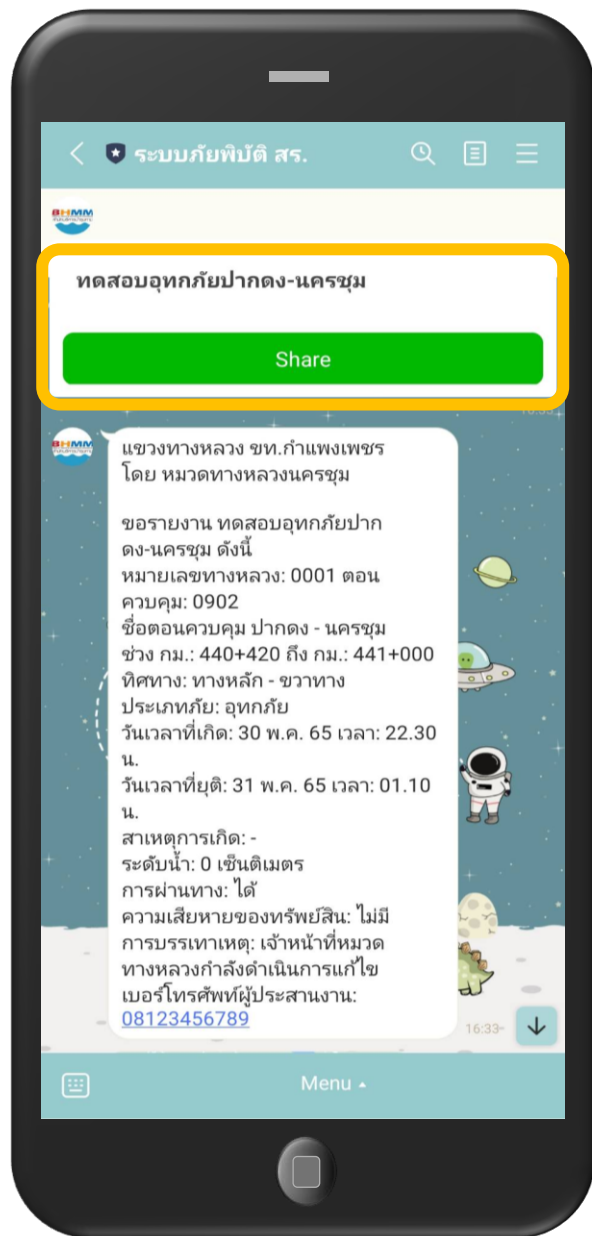 ระบบภัยพิบัติ สร.
BHMM
ทดสอบอุทกภัยปากดง-นครชุม
Share
BHMM
แขวงทางหลวง ขท.กำแพงเพชร
โดย หมวดทางหลวงนครชุม
ขอรายงาน ทดสอบอุทกภัยปาก
ดง-นครชุม ดังนี้
หมายเลขทางหลวง: 0001 ตอน
ควบคุม: 0902
ชื่อตอนควบคุม ปากดง - นครชุม
ช่วง กม.: 440+420 ถึง กม.: 441+000
ทิศทาง: ทางหลัก - ขวาทาง
ประเภทภัย: อุทกภัย
วันเวลาที่เกิด: 30 พ.ค. 65 เวลา: 22.30
น.
วันเวลาที่ยุติ: 31 พ.ค. 65 เวลา: 01.10
น.
สาเหตุการเกิด: -
ระดับน้ำ: 0 เซ็นติเมตร
การผ่านทาง: ได้
ความเสียหายของทรัพย์สิน: ไม่มี
การบรรเทาเหตุ: เจ้าหน้าที่หมวด
ทางหลวงกำลังดำเนินการแก้ไข
เบอร์โทรศัพท์ผู้ประสานงาน:
08123456789
16:33
Menu